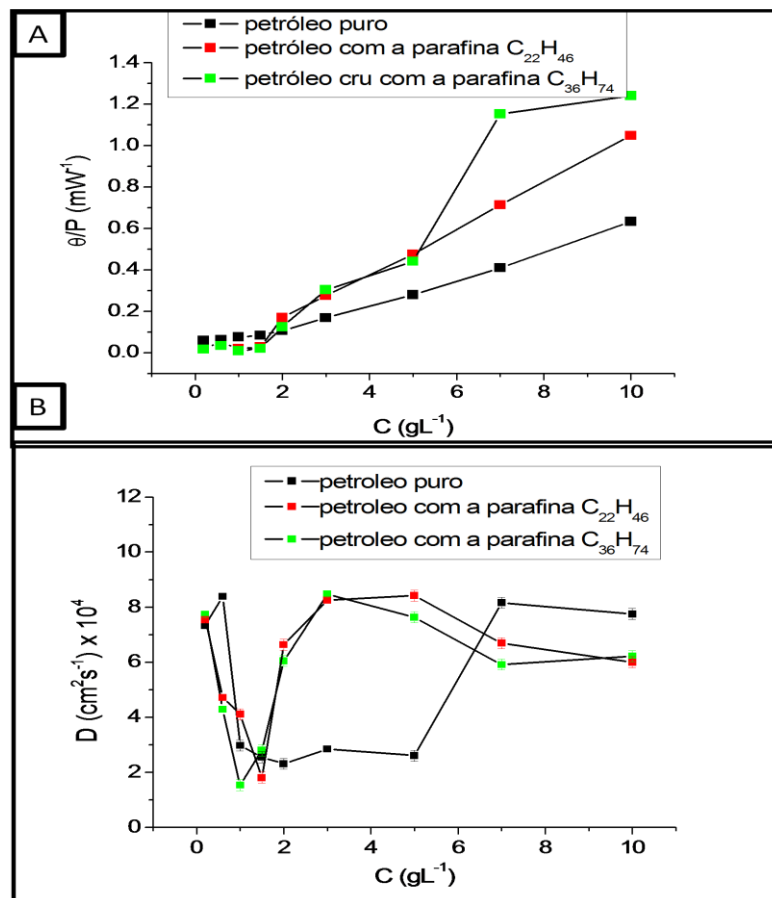 A
petróleo puro
petróleo com a parafina C₂₂H₄₆
petróleo cru com a parafina C₃₆H₇₄
1.4
1.2
1.0
0.8
0.6
0.4
0.2
0.0
θ/P (mW⁻¹)
0 2 4 6 8 10
C (gL⁻¹)
B
petroleo puro
petroleo com a parafina C₂₂H₄₆
petroleo com a parafina C₃₆H₇₄
12
10
8
6
4
2
0
D (cm²s⁻¹) x 10⁴
0 2 4 6 8 10
C (gL⁻¹)